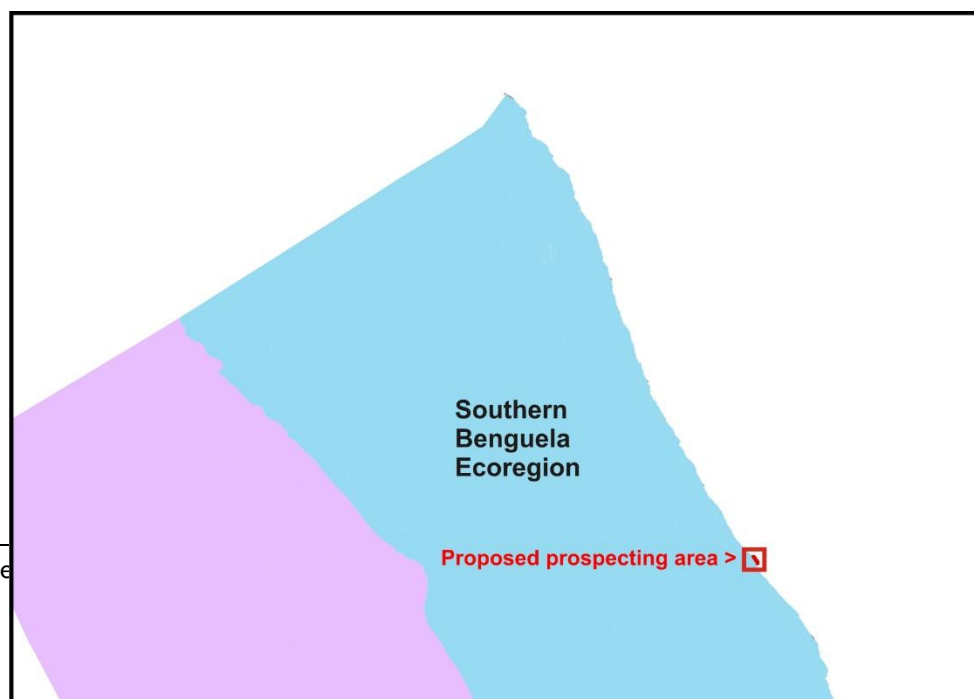 Southern
Benguela
Ecoregion
Proposed prospecting area >
e